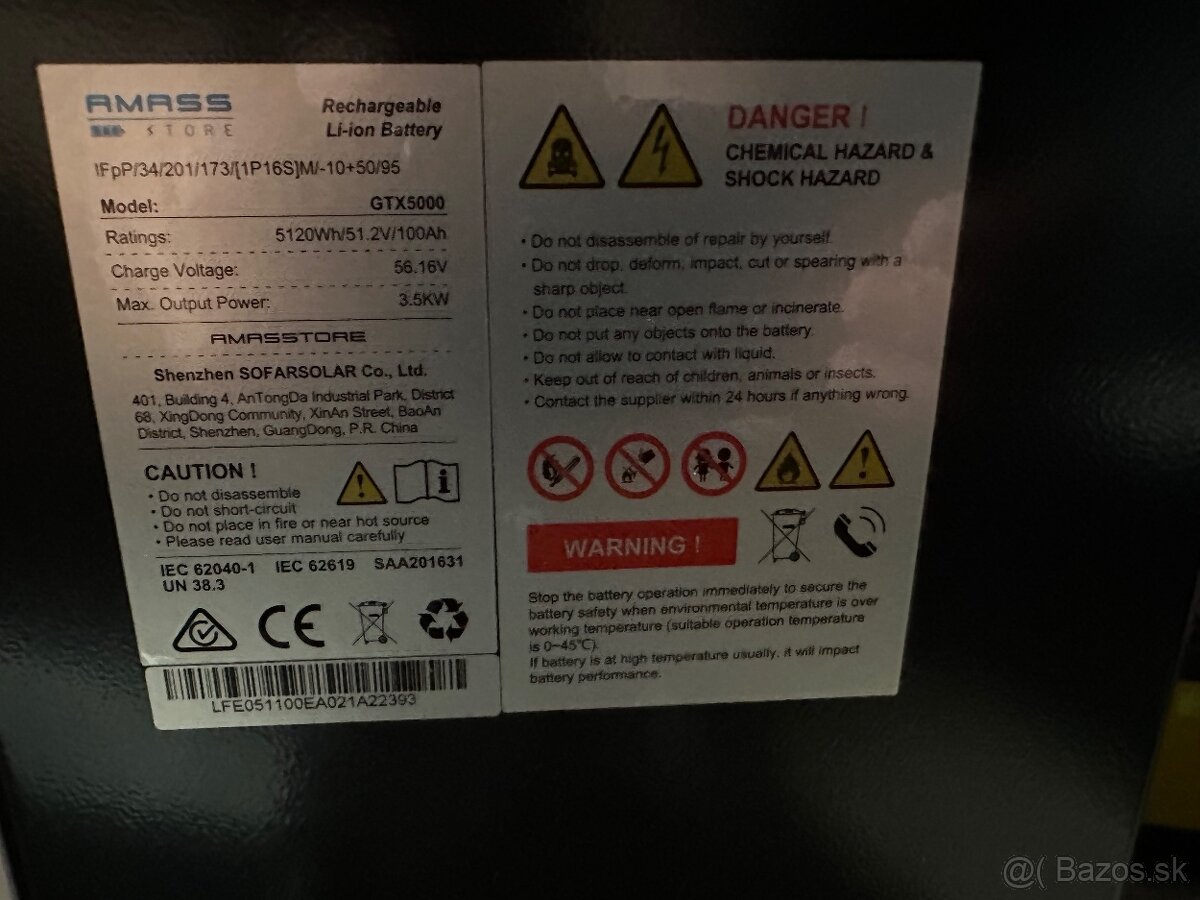 AMASS
STORE
Rechargeable
Li-ion Battery
IFpP/34/201/173/[1P16S]M/-10+50/95
Model: GTX5000
Ratings: 5120Wh/51.2V/100Ah
Charge Voltage: 56.16V
Max. Output Power: 3.5KW
AMASSTORE
Shenzhen SOFARSOLAR Co., Ltd.
401, Building 4, AnTongDa Industrial Park, District
68, XingDong Community, XinAn Street, BaoAn
District, Shenzhen, GuangDong, P.R. China
CAUTION !
• Do not disassemble
• Do not short-circuit
• Do not place in fire or near hot source
• Please read user manual carefully
IEC 62040-1 IEC 62619 SAA201631
UN 38.3
CE
LFE051100EA021A22393
DANGER !
CHEMICAL HAZARD &
SHOCK HAZARD
• Do not disassemble of repair by yourself.
• Do not drop, deform, impact, cut or spearing with a
sharp object.
• Do not place near open flame or incinerate.
• Do not put any objects onto the battery.
• Do not allow to contact with liquid.
• Keep out of reach of children, animals or insects.
• Contact the supplier within 24 hours if anything wrong.
WARNING !
Stop the battery operation immediately to secure the
battery safety when environmental temperature is over
working temperature (suitable operation temperature
is 0~45℃).
If battery is at high temperature usually, it will impact
battery performance.
@( Bazos.sk